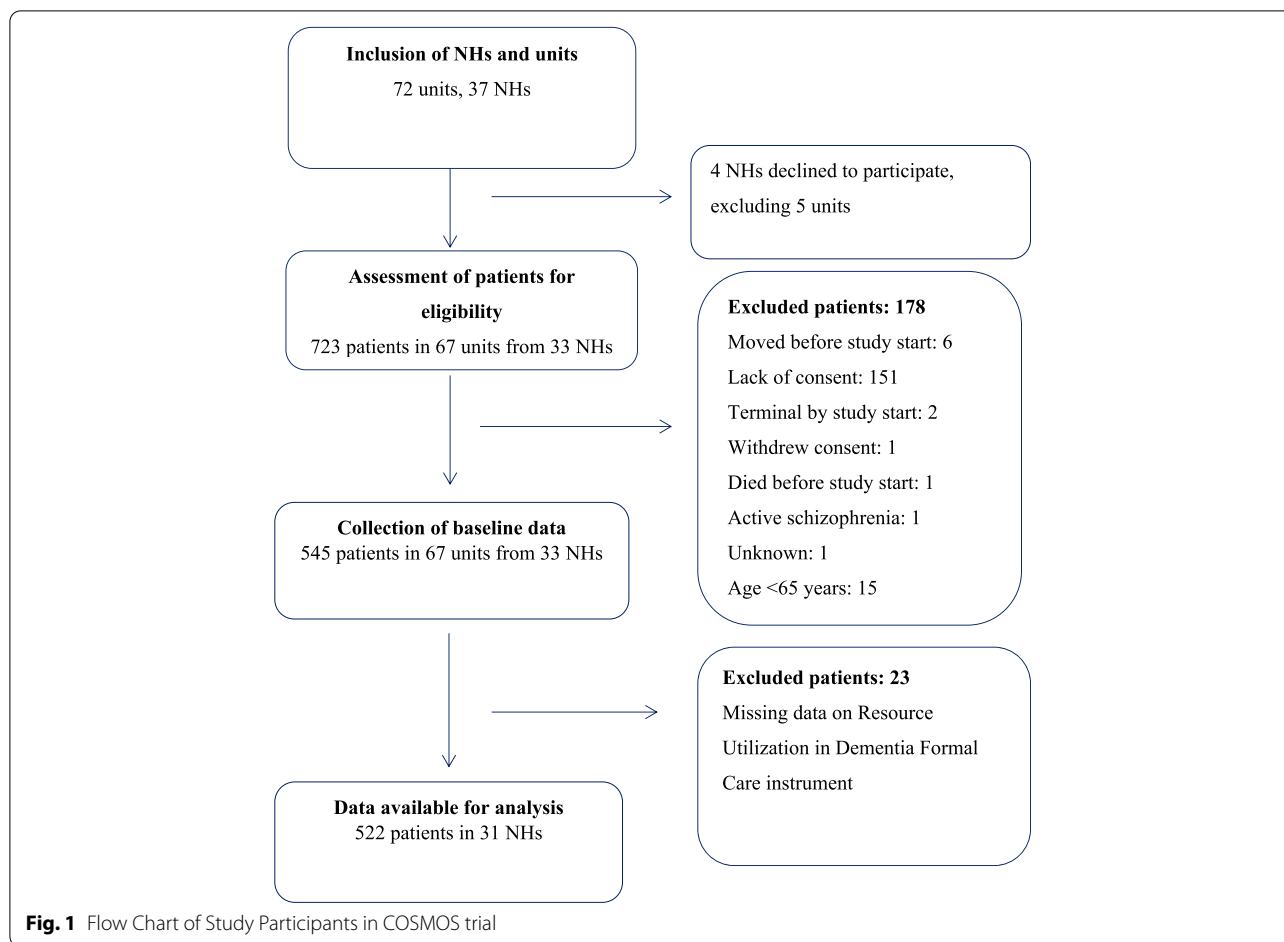 Inclusion of NHs and units
72 units, 37 NHs
4 NHs declined to participate,
excluding 5 units
Assessment of patients for
eligibility
723 patients in 67 units from 33 NHs
Excluded patients: 178
Moved before study start: 6
Lack of consent: 151
Terminal by study start: 2
Withdrew consent: 1
Died before study start: 1
Active schizophrenia: 1
Unknown: 1
Age <65 years: 15
Collection of baseline data
545 patients in 67 units from 33 NHs
Excluded patients: 23
Missing data on Resource
Utilization in Dementia Formal
Care instrument
Data available for analysis
522 patients in 31 NHs
Fig. 1 Flow Chart of Study Participants in COSMOS trial